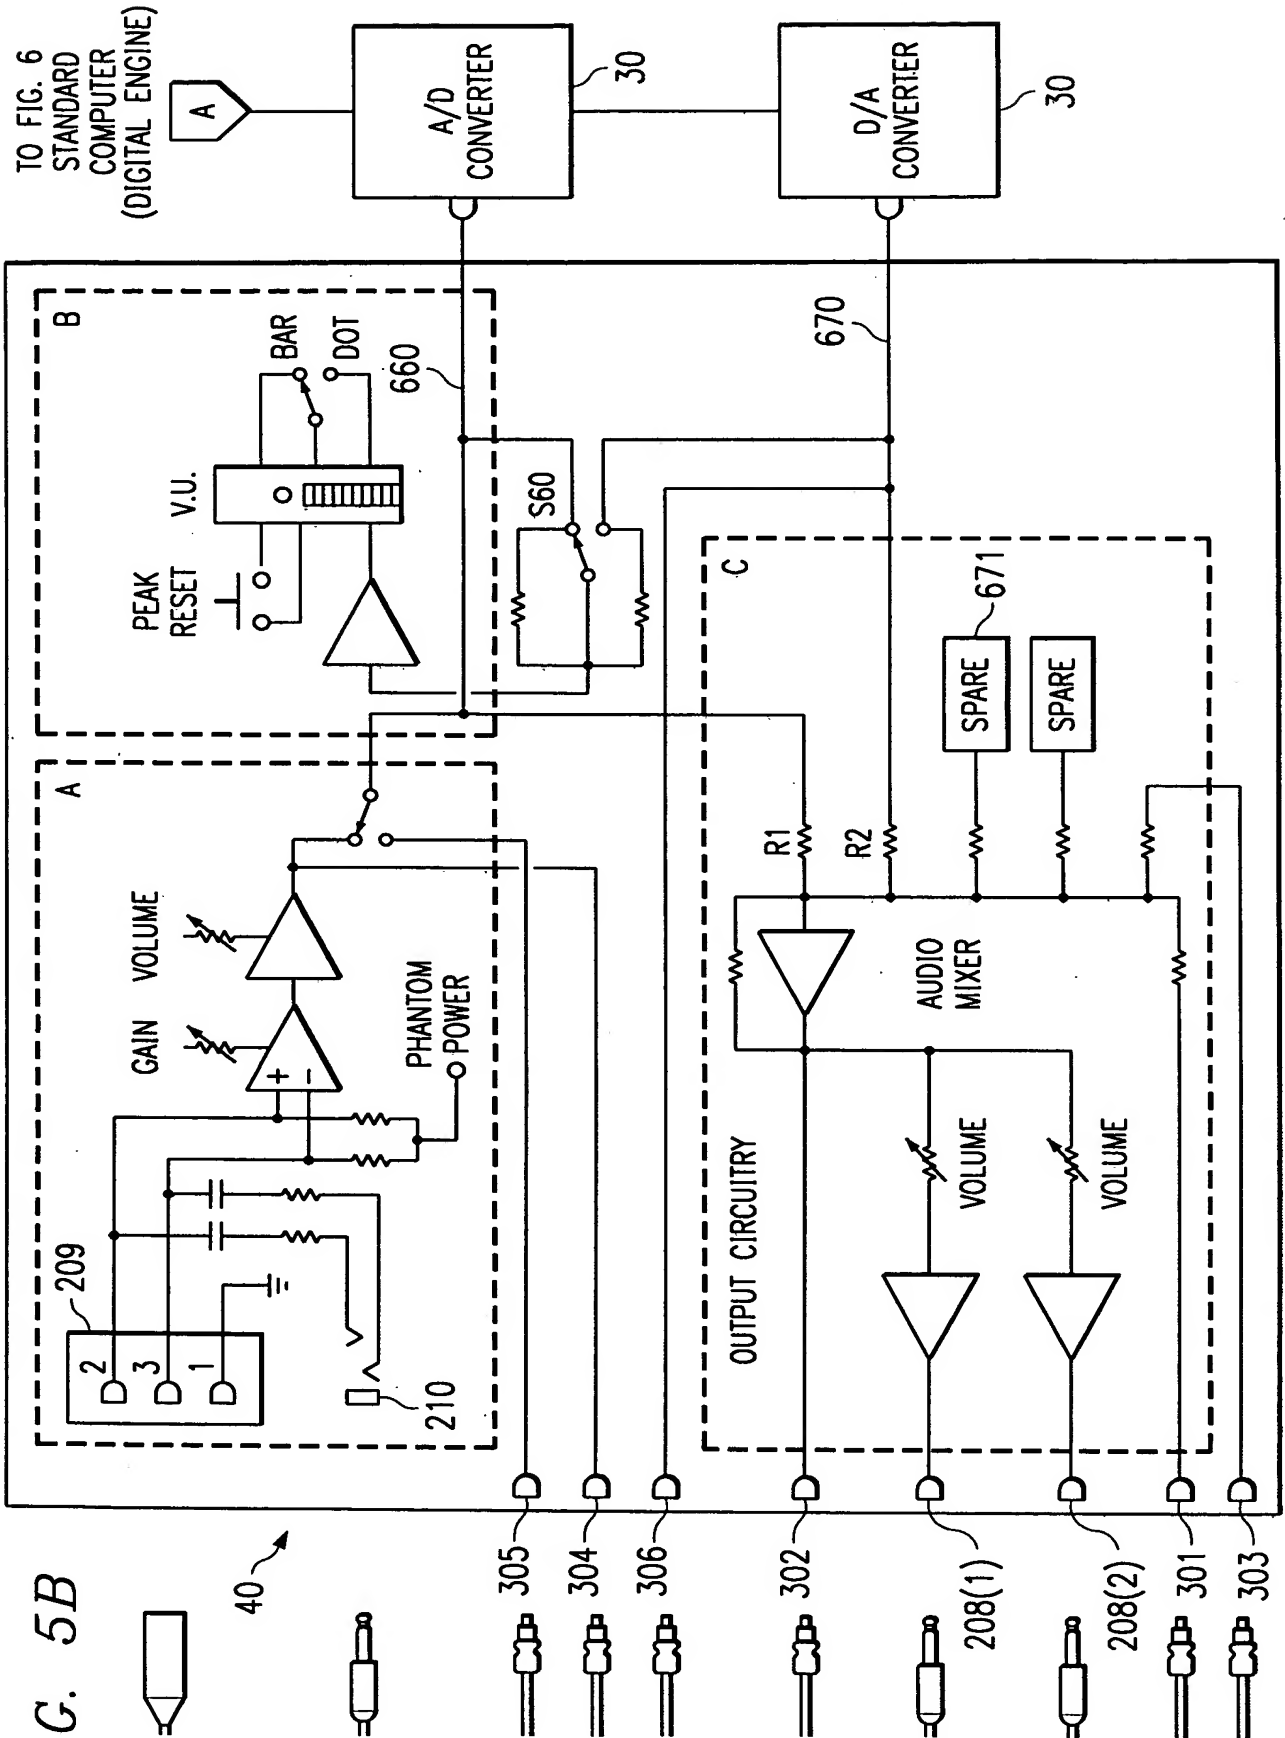 G. 5B
40
TO FIG. 6
STANDARD
COMPUTER
(DIGITAL ENGINE)
A
A/D
CONVERTER
30
D/A
CONVERTER
30
B
PEAK
RESET
V.U.
BAR
DOT
660
670
S60
A
209
2
3
1
210
GAIN
VOLUME
+
−
PHANTOM
POWER
C
OUTPUT CIRCUITRY
AUDIO
MIXER
R1
R2
SPARE
671
SPARE
VOLUME
VOLUME
305
304
306
302
208(1)
208(2)
301
303